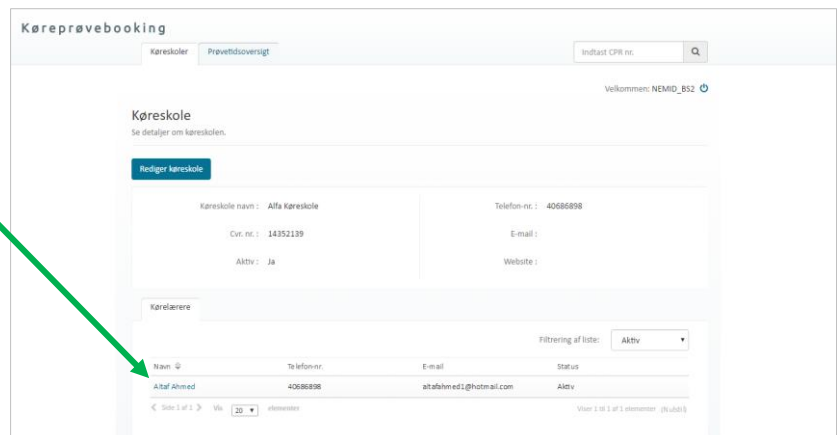 Køreprøvebooking
Køreskoler Prøvetidsoversigt Indtast CPR nr.
Velkommen: NEMID_BS2
Køreskole
Se detaljer om køreskolen.
Rediger køreskole
Køreskole navn : Alfa Køreskole Telefon-nr. : 40686898
Cvr. nr. : 14352139 E-mail :
Aktiv : Ja Website :
Kørelærere
Filtrering af liste: Aktiv
Navn Telefon-nr. E-mail Status
Altaf Ahmed 40686898 altafahmed1@hotmail.com Aktiv
Side 1 af 1 Vis 20 elementer Viser 1 til 1 af 1 elementer